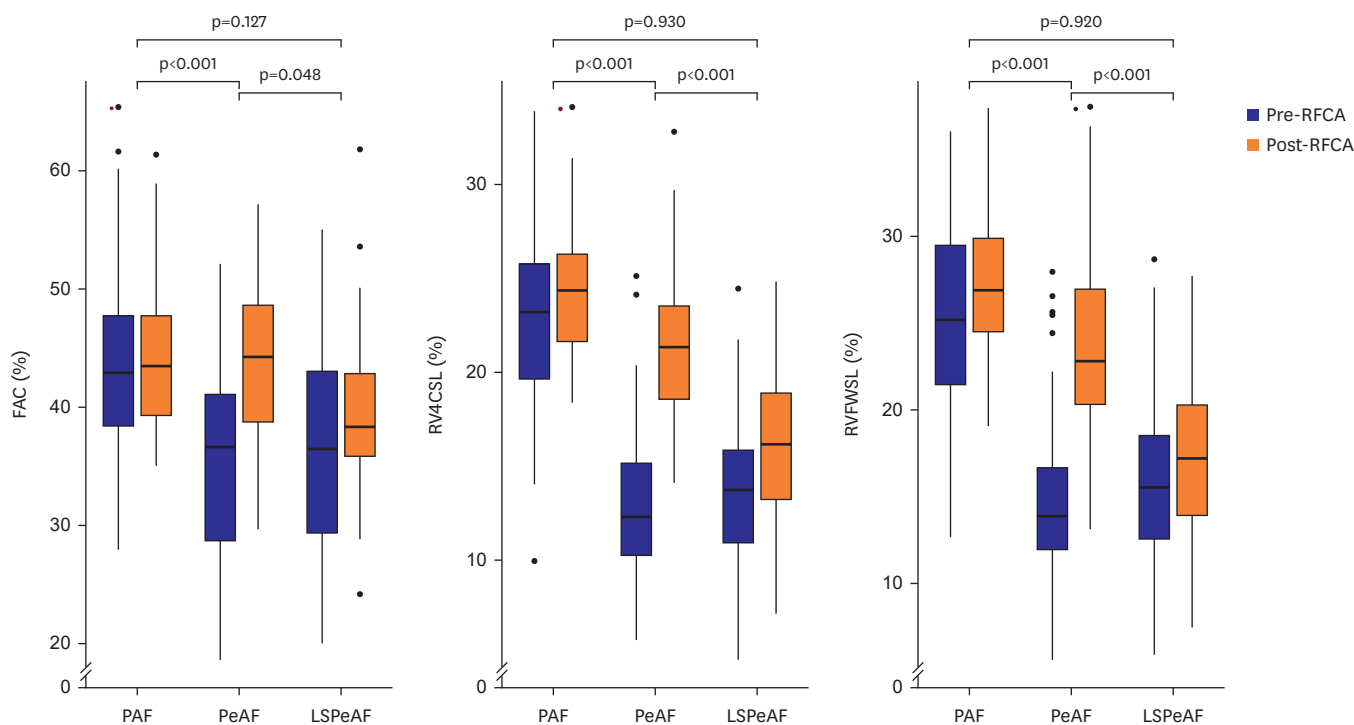 p=0.127
p<0.001
p=0.048
FAC (%)
60
50
40
30
20
0
PAF
PeAF
LSPeAF
p=0.930
p<0.001
p<0.001
RV4CSL (%)
30
20
10
0
PAF
PeAF
LSPeAF
p=0.920
p<0.001
p<0.001
RVFWSL (%)
30
20
10
0
PAF
PeAF
LSPeAF
Pre-RFCA
Post-RFCA